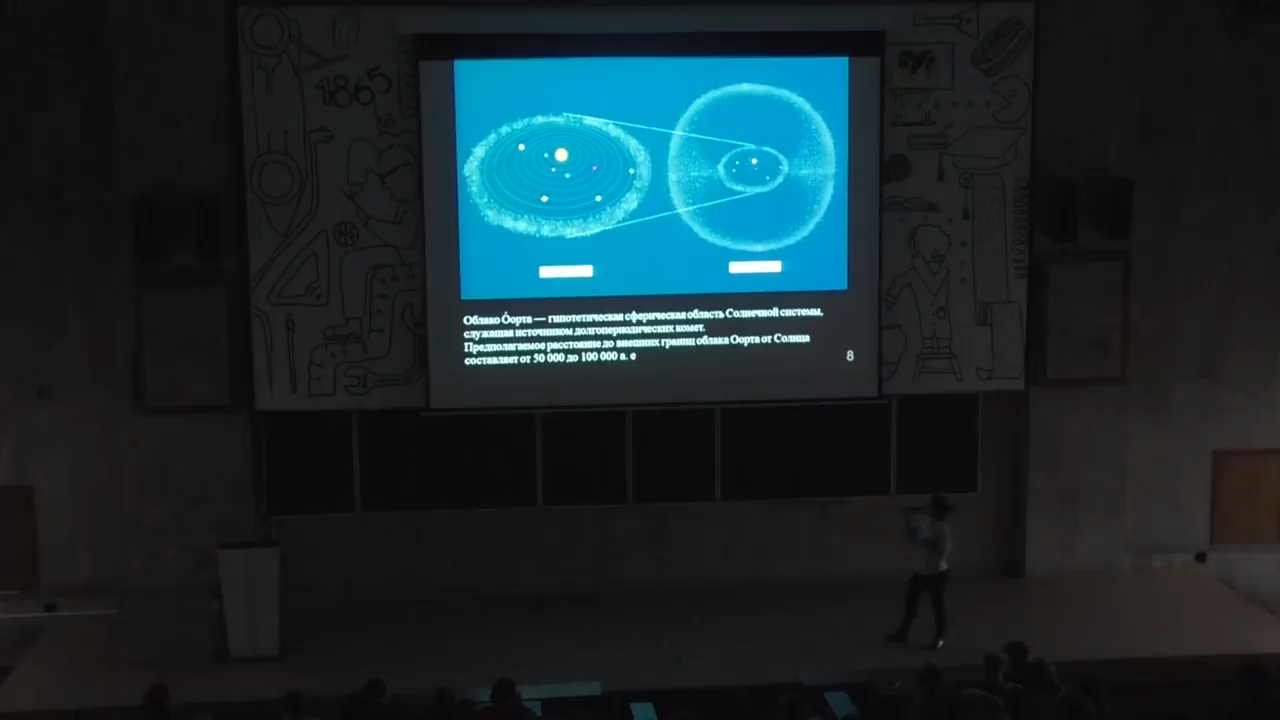 1865
Облако О́орта — гипотетическая сферическая область Солнечной системы,
служащая источником долгопериодических комет.
Предполагаемое расстояние до внешних границ облака Оорта от Солнца
составляет от 50 000 до 100 000 а. е
8